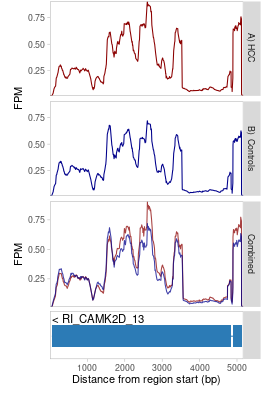 0.75
0.50
0.25
FPM
A) HCC
0.75
0.50
0.25
B) Controls
0.75
0.50
0.25
FPM
Combined
< RI_CAMK2D_13
1000 2000 3000 4000 5000
Distance from region start (bp)